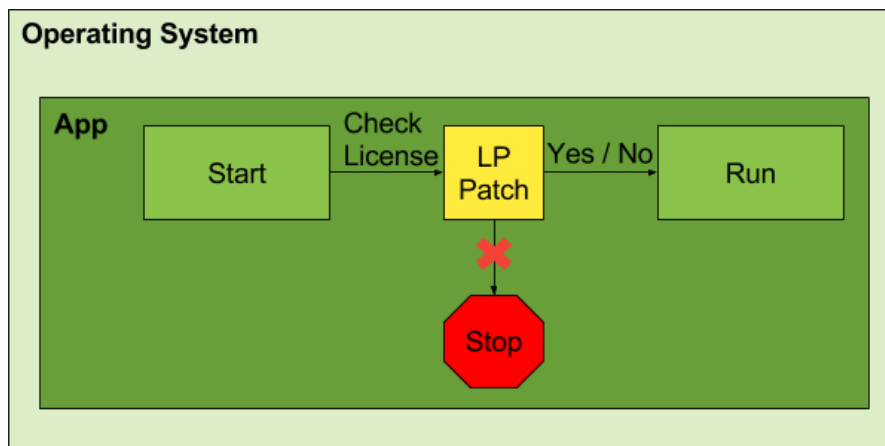 Operating System
App
Start
Check
License
LP
Patch
Yes / No
Run
Stop